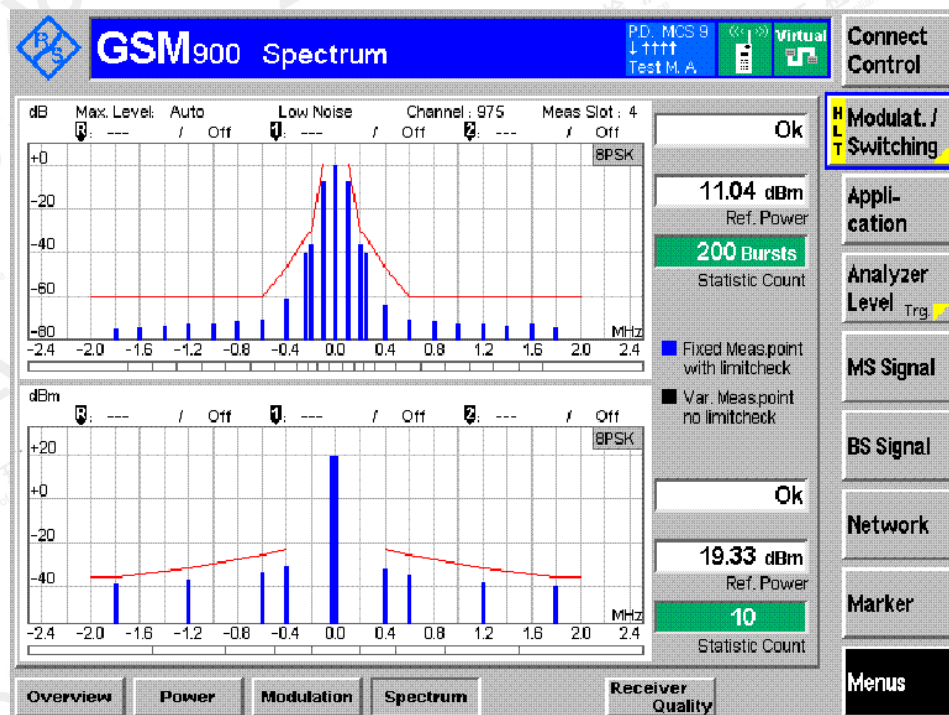 R S
GSM900 Spectrum
P.D. MCS 9
↓↑↑↑↑
Test M. A.
Virtual
Connect
Control
dB Max. Level: Auto Low Noise Channel : 975 Meas Slot : 4
R: --- / Off 1: --- / Off 2: --- / Off
8PSK
+0
-20
-40
-60
-80
MHz
-2.4 -2.0 -1.6 -1.2 -0.8 -0.4 0.0 0.4 0.8 1.2 1.6 2.0 2.4
Ok
11.04 dBm
Ref. Power
200 Bursts
Statistic Count
Fixed Meas.point
with limitcheck
Var. Meas.point
no limitcheck
dBm
R: --- / Off 1: --- / Off 2: --- / Off
8PSK
+20
+0
-20
-40
MHz
-2.4 -2.0 -1.6 -1.2 -0.8 -0.4 0.0 0.4 0.8 1.2 1.6 2.0 2.4
Ok
19.33 dBm
Ref. Power
10
Statistic Count
H
L
T
Modulat. /
Switching
Appli-
cation
Analyzer
Level Trg.
MS Signal
BS Signal
Network
Marker
Menus
Overview Power Modulation Spectrum Receiver
Quality